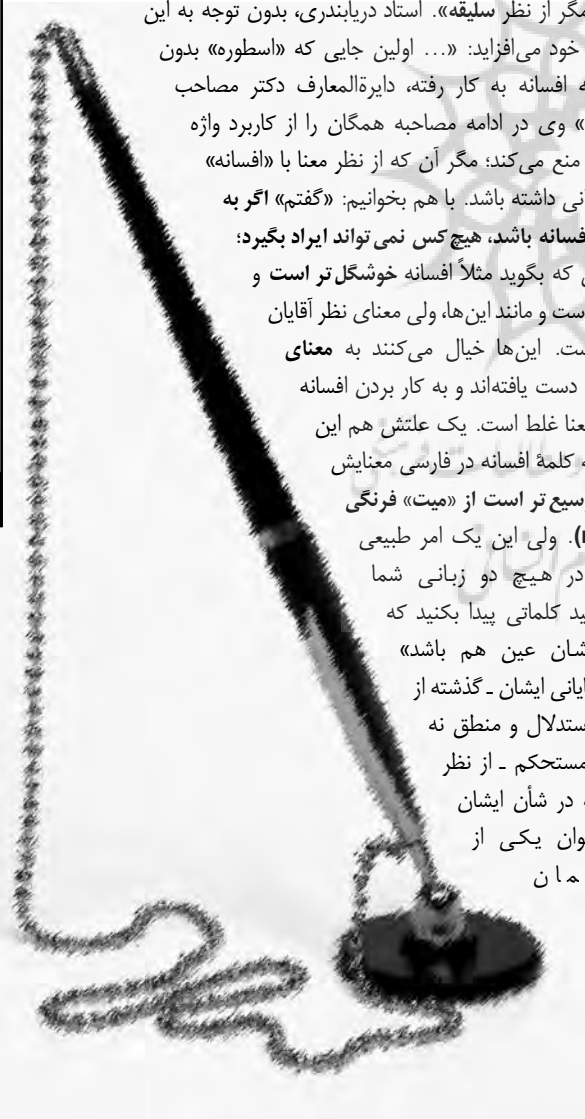 مگر از نظر سلیقه». استاد دریابندری، بدون توجه به این
خود می‌افزاید: «... اولین جایی که «اسطوره» بدون
افسانه به کار رفته، دایرةالمعارف دکتر مصاحب
» وی در ادامه مصاحبه همگان را از کاربرد واژه
منع می‌کند؛ مگر آن که از نظر معنا با «افسانه»
نی داشته باشد. با هم بخوانیم: «گفتم» اگر به
فسانه باشد، هیچ کس نمی‌تواند ایراد بگیرد؛
که بگوید مثلاً افسانه خوشگل‌تر است و
ست و مانند این‌ها، ولی معنای نظر آقایان
ست. این‌ها خیال می‌کنند به معنای
دست یافته‌اند و به کار بردن افسانه
عنا غلط است. یک علتش هم این
ه کلمهٔ افسانه در فارسی معنایش
سیع تر است از «میت» فرنگی
). ولی این یک امر طبیعی
در هیچ دو زبانی شما
ید کلماتی پیدا بکنید که
شان عین هم باشد»
ایانی ایشان ـ گذشته از
ستدلال و منطق نه
مستحکم ـ از نظر
در شأن ایشان
وان یکی از
مان